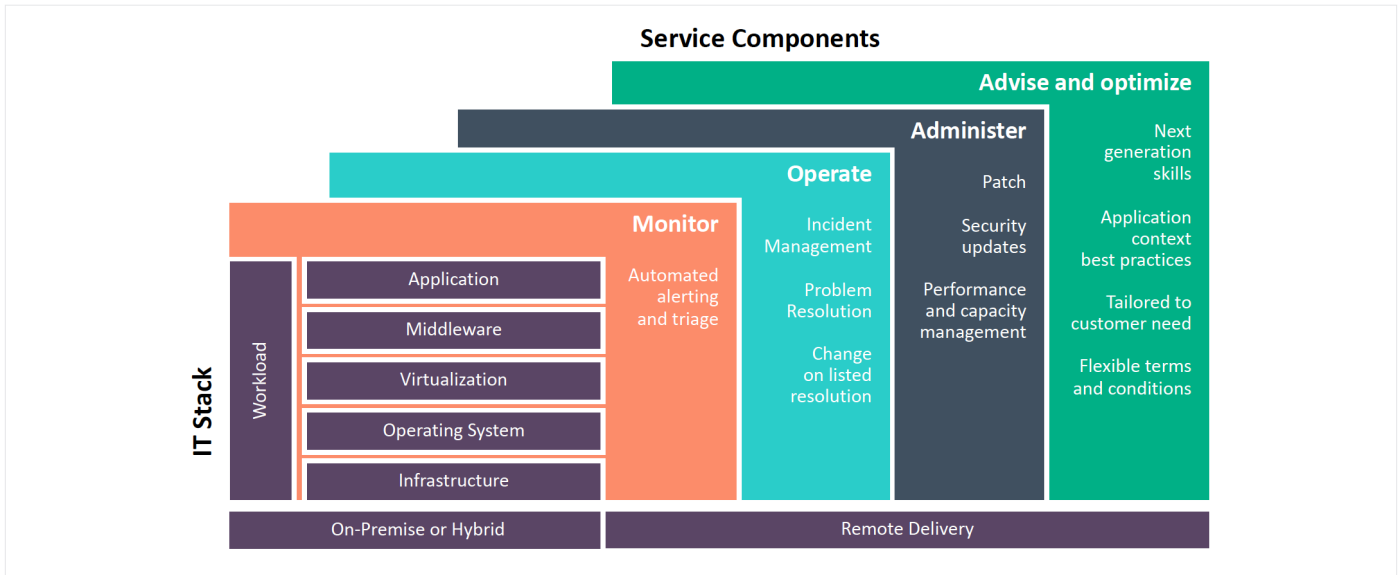 Service Components
Advise and optimize
Next
generation
skills
Application
context
best practices
Tailored to
customer need
Flexible terms
and conditions
Administer
Patch
Security
updates
Performance
and capacity
management
Operate
Incident
Management
Problem
Resolution
Change
on listed
resolution
Monitor
Automated
alerting
and triage
IT Stack
Workload
Application
Middleware
Virtualization
Operating System
Infrastructure
On-Premise or Hybrid
Remote Delivery